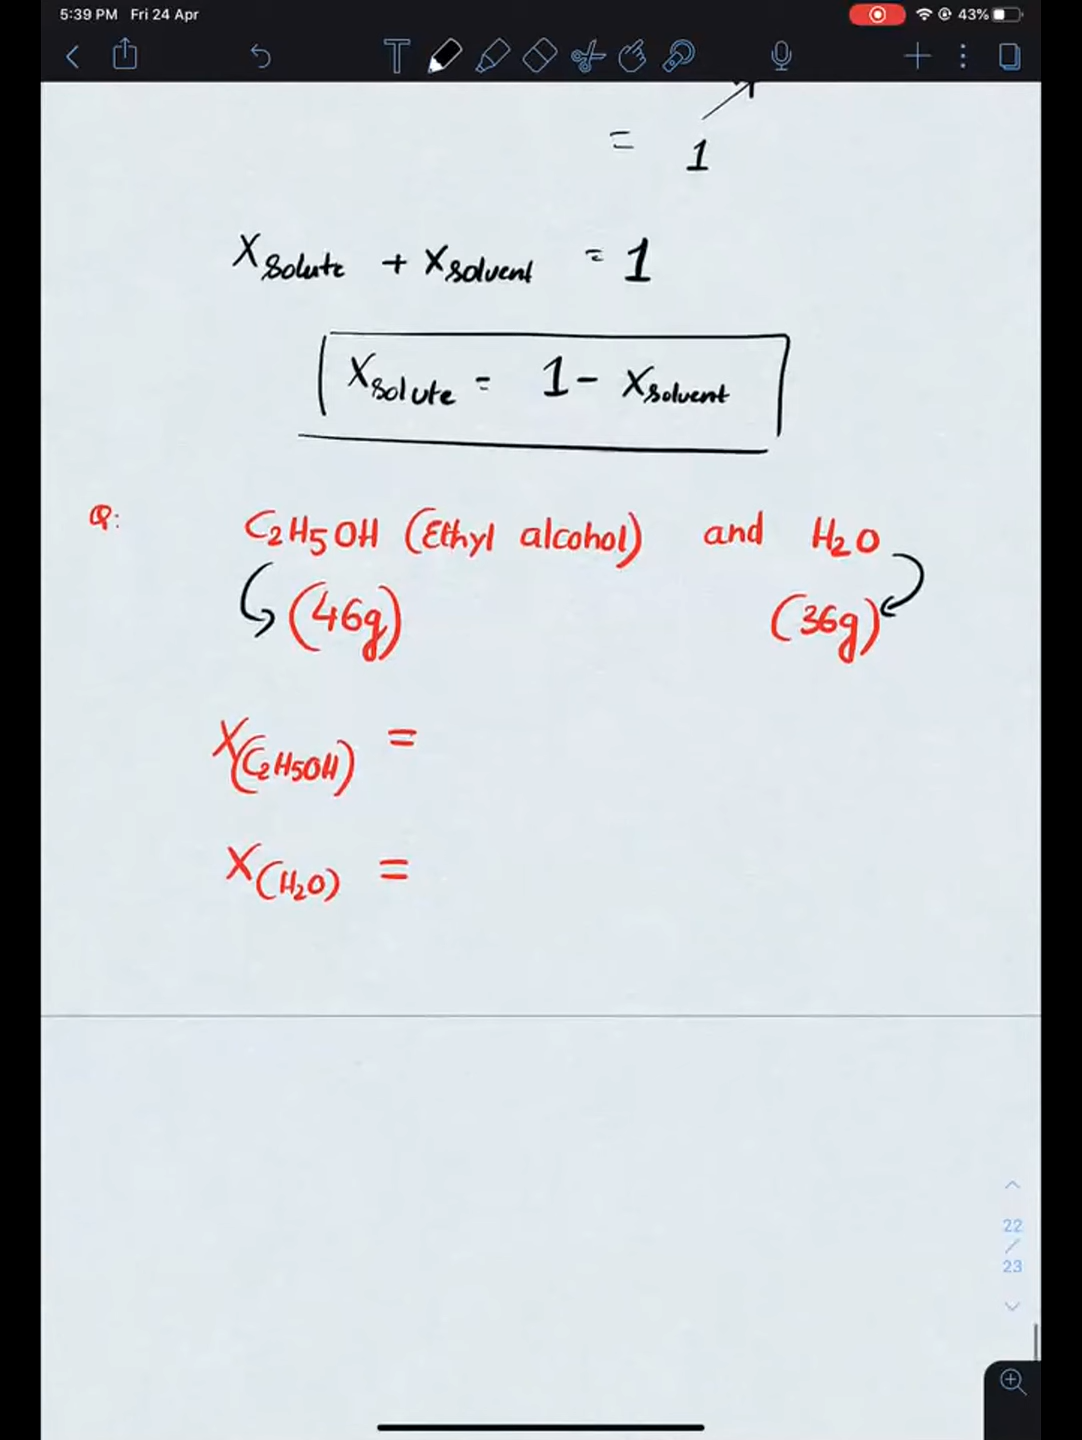 5:39 PM Fri 24 Apr 43%
T
= 1
X solute + X solvent = 1
X solute = 1 - X solvent
Q: C2H5OH (Ethyl alcohol) and H2O
(46g) (36g)
X(C2H5OH) =
X(H2O) =
22
/
23